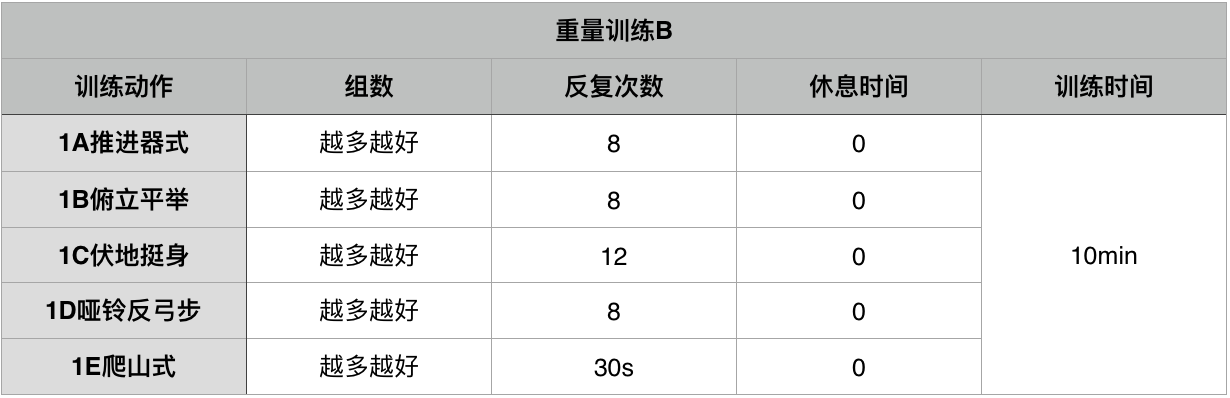 重量训练B
训练动作 组数 反复次数 休息时间 训练时间
1A推进器式 越多越好 8 0
1B俯立平举 越多越好 8 0
1C伏地挺身 越多越好 12 0 10min
1D哑铃反弓步 越多越好 8 0
1E爬山式 越多越好 30s 0